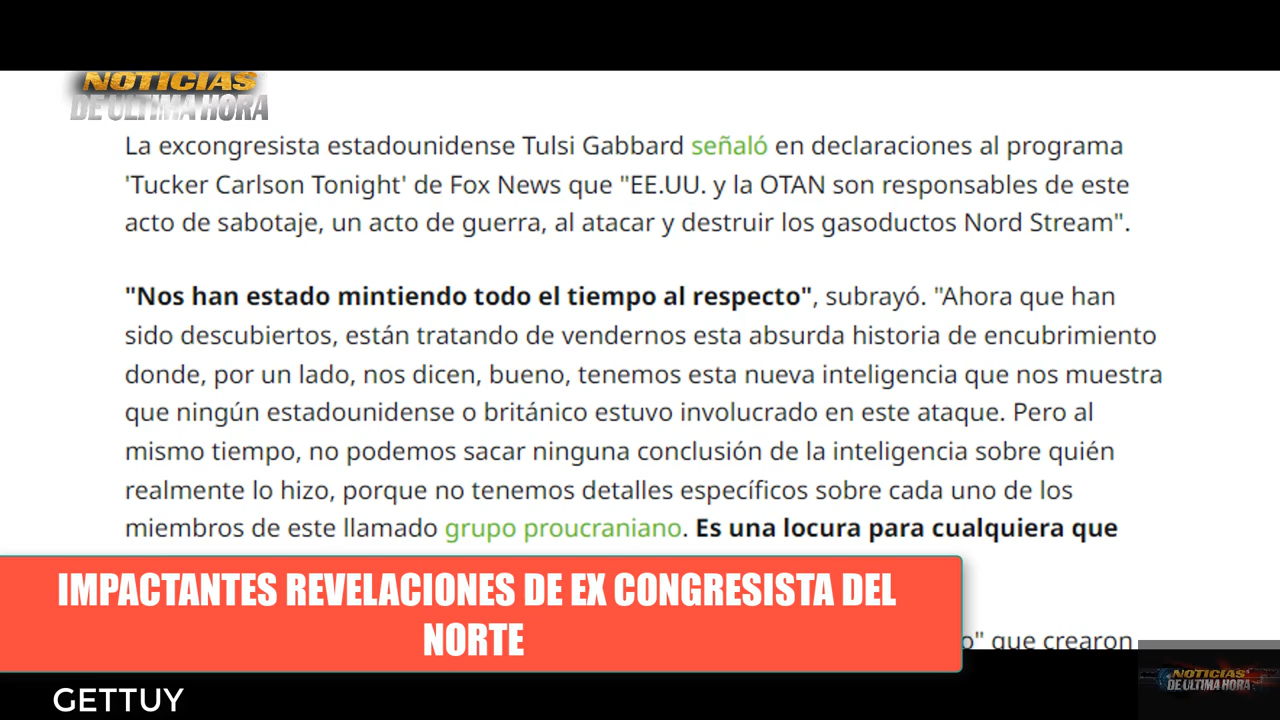 NOTICIAS
DE ULTIMA HORA
La excongresista estadounidense Tulsi Gabbard señaló en declaraciones al programa
'Tucker Carlson Tonight' de Fox News que "EE.UU. y la OTAN son responsables de este
acto de sabotaje, un acto de guerra, al atacar y destruir los gasoductos Nord Stream".
"Nos han estado mintiendo todo el tiempo al respecto", subrayó. "Ahora que han
sido descubiertos, están tratando de vendernos esta absurda historia de encubrimiento
donde, por un lado, nos dicen, bueno, tenemos esta nueva inteligencia que nos muestra
que ningún estadounidense o británico estuvo involucrado en este ataque. Pero al
mismo tiempo, no podemos sacar ninguna conclusión de la inteligencia sobre quién
realmente lo hizo, porque no tenemos detalles específicos sobre cada uno de los
miembros de este llamado grupo proucraniano. Es una locura para cualquiera que
IMPACTANTES REVELACIONES DE EX CONGRESISTA DEL
NORTE
que crearon
NOTICIAS
DE ULTIMA HORA
GETTUY